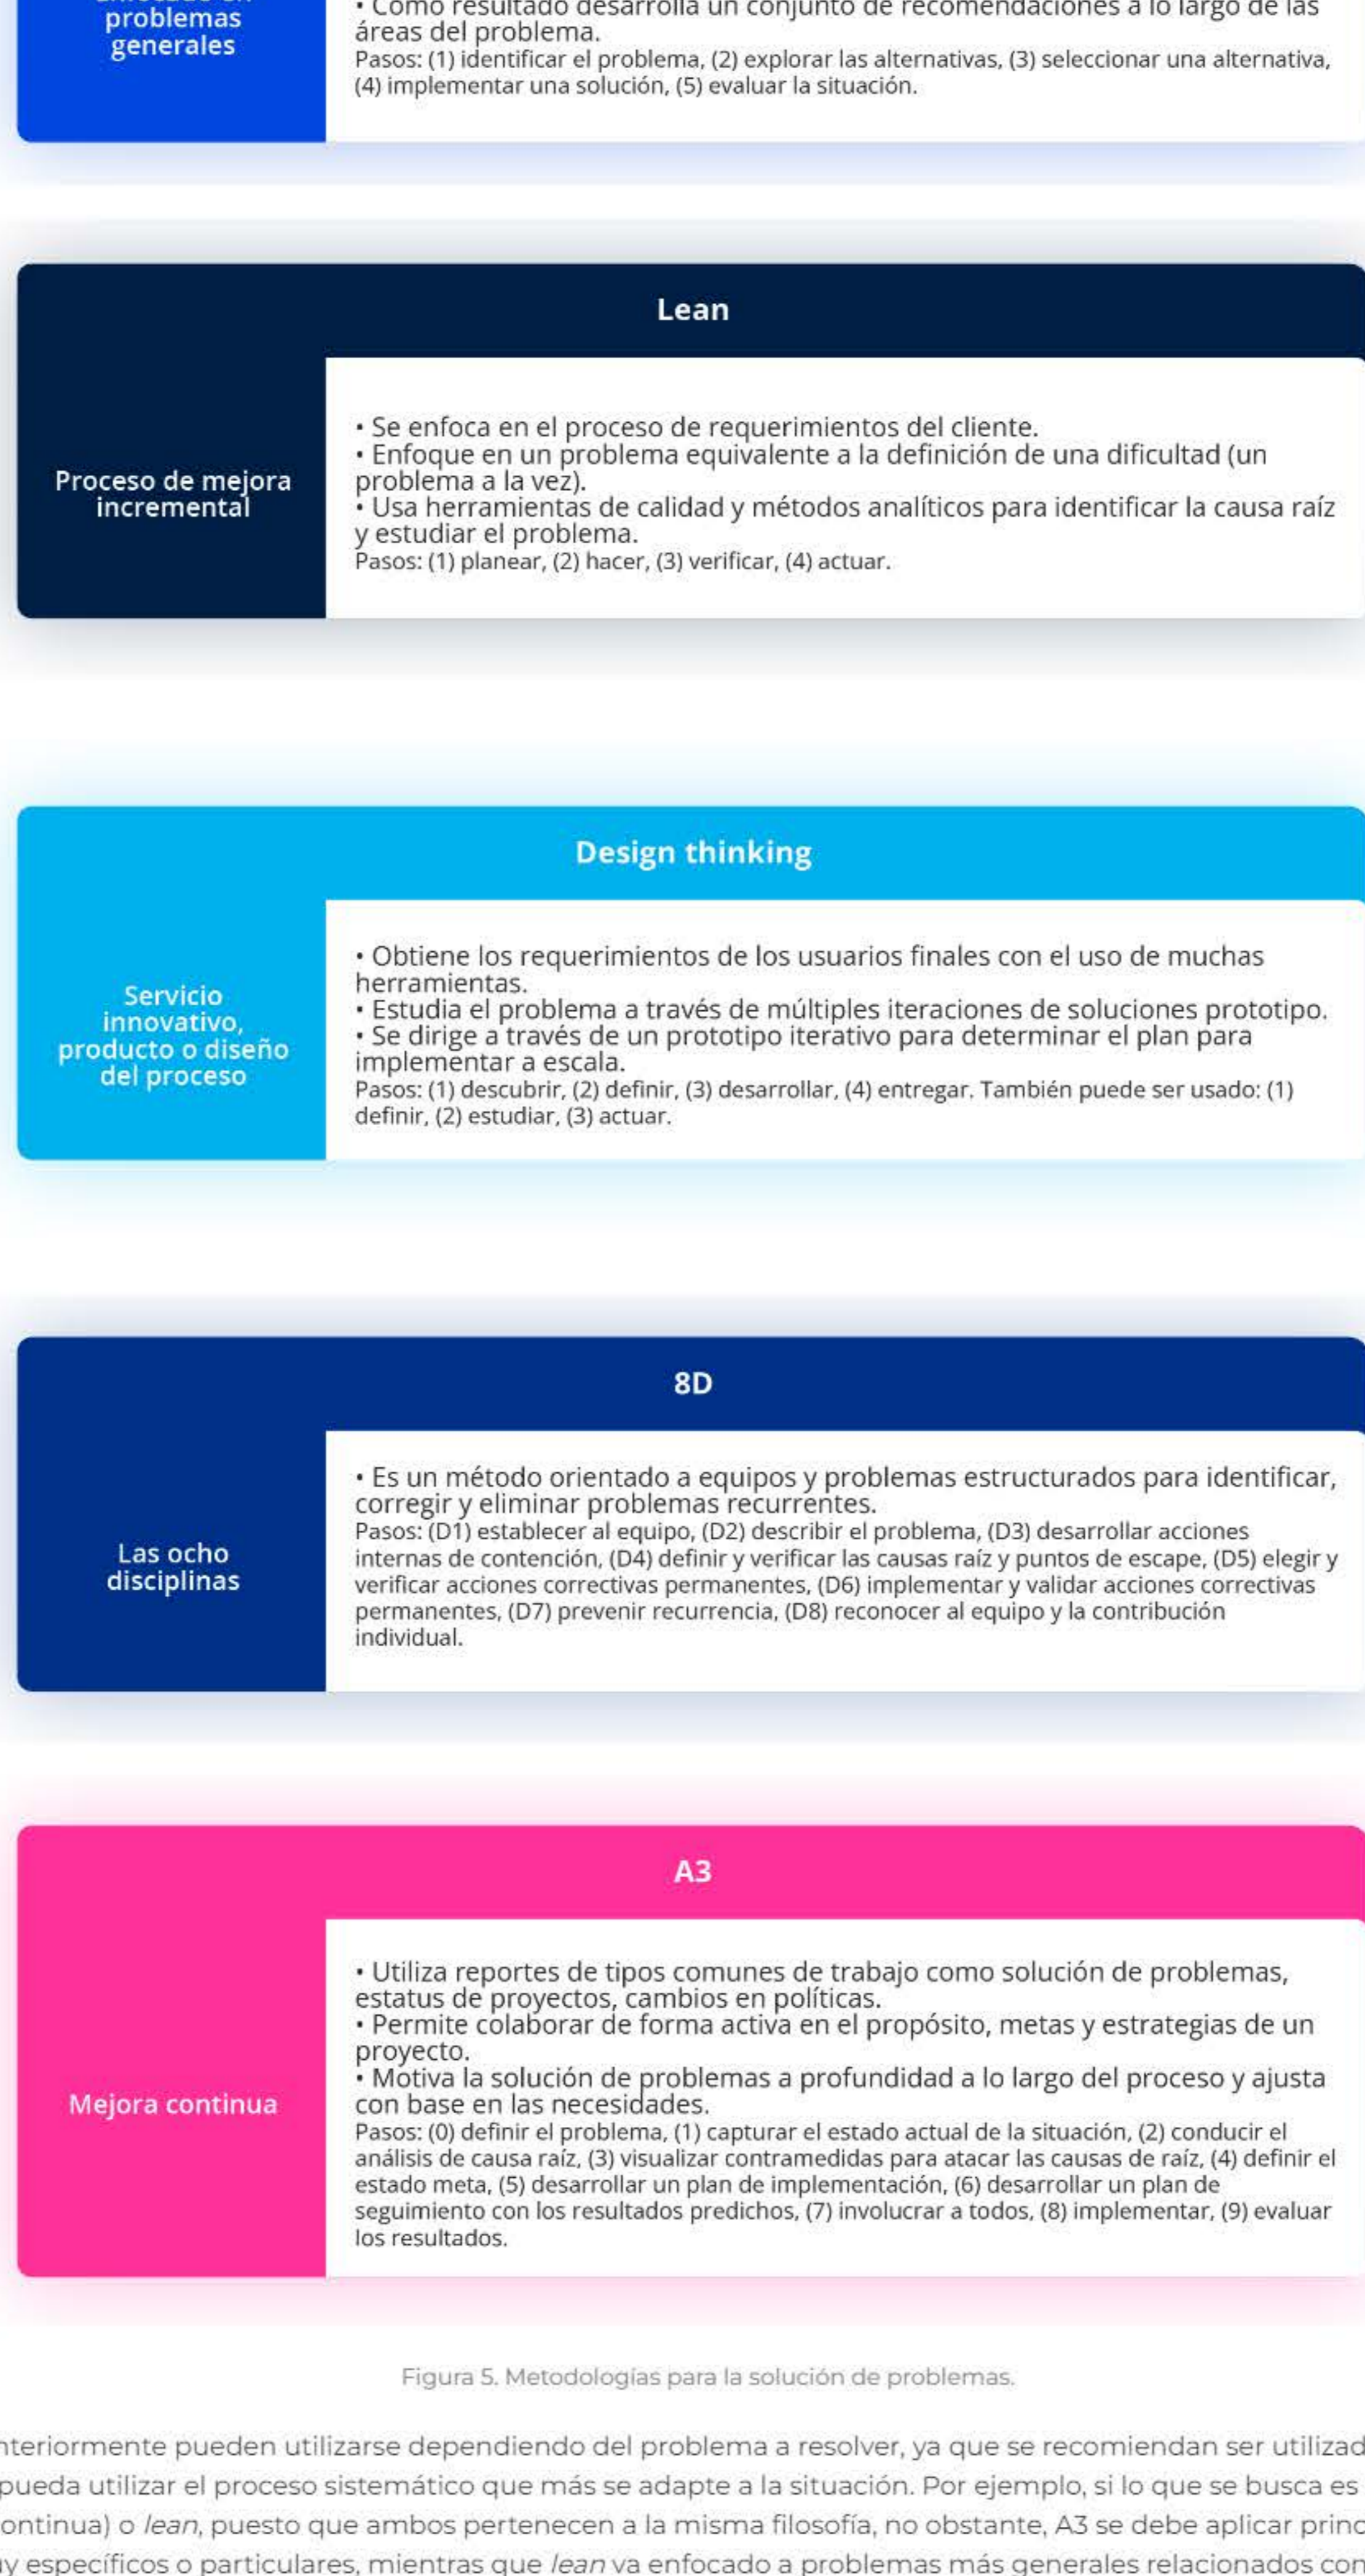 problemas
generales
• Como resultado desarrolla un conjunto de recomendaciones a lo largo de las
áreas del problema.
Pasos: (1) identificar el problema, (2) explorar las alternativas, (3) seleccionar una alternativa,
(4) implementar una solución, (5) evaluar la situación.
Lean
Proceso de mejora
incremental
• Se enfoca en el proceso de requerimientos del cliente.
• Enfoque en un problema equivalente a la definición de una dificultad (un
problema a la vez).
• Usa herramientas de calidad y métodos analíticos para identificar la causa raíz
y estudiar el problema.
Pasos: (1) planear, (2) hacer, (3) verificar, (4) actuar.
Design thinking
Servicio
innovativo,
producto o diseño
del proceso
• Obtiene los requerimientos de los usuarios finales con el uso de muchas
herramientas.
• Estudia el problema a través de múltiples iteraciones de soluciones prototipo.
• Se dirige a través de un prototipo iterativo para determinar el plan para
implementar a escala.
Pasos: (1) descubrir, (2) definir, (3) desarrollar, (4) entregar. También puede ser usado: (1)
definir, (2) estudiar, (3) actuar.
8D
Las ocho
disciplinas
• Es un método orientado a equipos y problemas estructurados para identificar,
corregir y eliminar problemas recurrentes.
Pasos: (D1) establecer al equipo, (D2) describir el problema, (D3) desarrollar acciones
internas de contención, (D4) definir y verificar las causas raíz y puntos de escape, (D5) elegir y
verificar acciones correctivas permanentes, (D6) implementar y validar acciones correctivas
permanentes, (D7) prevenir recurrencia, (D8) reconocer al equipo y la contribución
individual.
A3
Mejora continua
• Utiliza reportes de tipos comunes de trabajo como solución de problemas,
estatus de proyectos, cambios en políticas.
• Permite colaborar de forma activa en el propósito, metas y estrategias de un
proyecto.
• Motiva la solución de problemas a profundidad a lo largo del proceso y ajusta
con base en las necesidades.
Pasos: (0) definir el problema, (1) capturar el estado actual de la situación, (2) conducir el
análisis de causa raíz, (3) visualizar contramedidas para atacar las causas de raíz, (4) definir el
estado meta, (5) desarrollar un plan de implementación, (6) desarrollar un plan de
seguimiento con los resultados predichos, (7) involucrar a todos, (8) implementar, (9) evaluar
los resultados.
Figura 5. Metodologías para la solución de problemas.
nteriormente pueden utilizarse dependiendo del problema a resolver, ya que se recomiendan ser utilizad
pueda utilizar el proceso sistemático que más se adapte a la situación. Por ejemplo, si lo que se busca es
ontinua) o lean, puesto que ambos pertenecen a la misma filosofía, no obstante, A3 se debe aplicar princ
y específicos o particulares, mientras que lean va enfocado a problemas más generales relacionados con